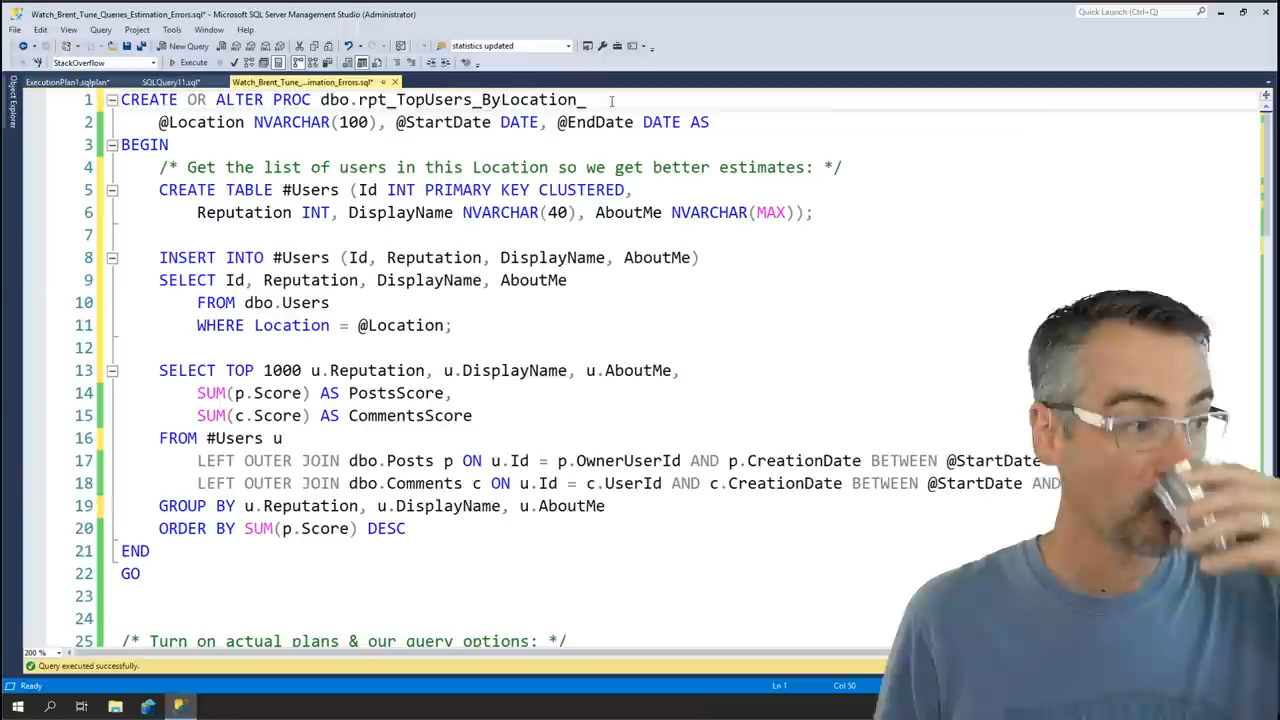 Watch_Brent_Tune_Queries_Estimation_Errors.sql* - Microsoft SQL Server Management Studio (Administrator)
Quick Launch (Ctrl+Q)
File Edit View Query Project Tools Window Help
New Query
statistics updated
StackOverflow
Execute
ExecutionPlan1.sqlplan* SQLQuery11.sql* Watch_Brent_Tune_...imation_Errors.sql*
Object Explorer
1 CREATE OR ALTER PROC dbo.rpt_TopUsers_ByLocation_
2 @Location NVARCHAR(100), @StartDate DATE, @EndDate DATE AS
3 BEGIN
4 /* Get the list of users in this Location so we get better estimates: */
5 CREATE TABLE #Users (Id INT PRIMARY KEY CLUSTERED,
6 Reputation INT, DisplayName NVARCHAR(40), AboutMe NVARCHAR(MAX));
7
8 INSERT INTO #Users (Id, Reputation, DisplayName, AboutMe)
9 SELECT Id, Reputation, DisplayName, AboutMe
10 FROM dbo.Users
11 WHERE Location = @Location;
12
13 SELECT TOP 1000 u.Reputation, u.DisplayName, u.AboutMe,
14 SUM(p.Score) AS PostsScore,
15 SUM(c.Score) AS CommentsScore
16 FROM #Users u
17 LEFT OUTER JOIN dbo.Posts p ON u.Id = p.OwnerUserId AND p.CreationDate BETWEEN @StartDate
18 LEFT OUTER JOIN dbo.Comments c ON u.Id = c.UserId AND c.CreationDate BETWEEN @StartDate AND
19 GROUP BY u.Reputation, u.DisplayName, u.AboutMe
20 ORDER BY SUM(p.Score) DESC
21 END
22 GO
23
24
25 /* Turn on actual plans & our query options: */
200 %
Query executed successfully.
Ready
Ln 1
Col 50